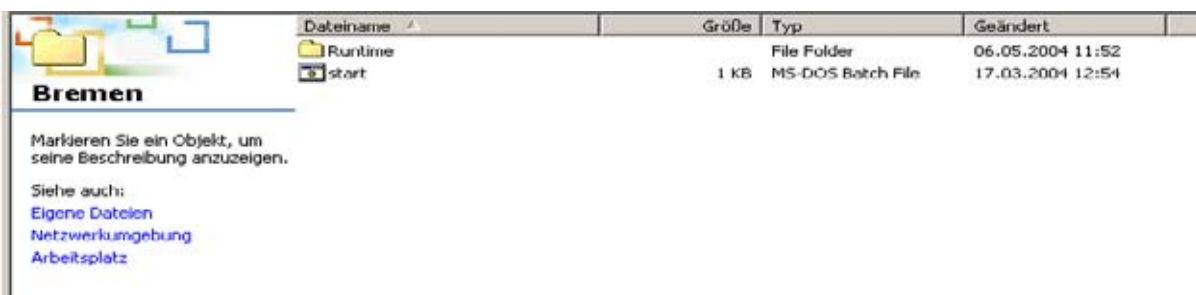 Dateiname Größe Typ Geändert
Runtime File Folder 06.05.2004 11:52
start 1 KB MS-DOS Batch File 17.03.2004 12:54
Bremen
Markieren Sie ein Objekt, um
seine Beschreibung anzuzeigen.
Siehe auch:
Eigene Dateien
Netzwerkumgebung
Arbeitsplatz